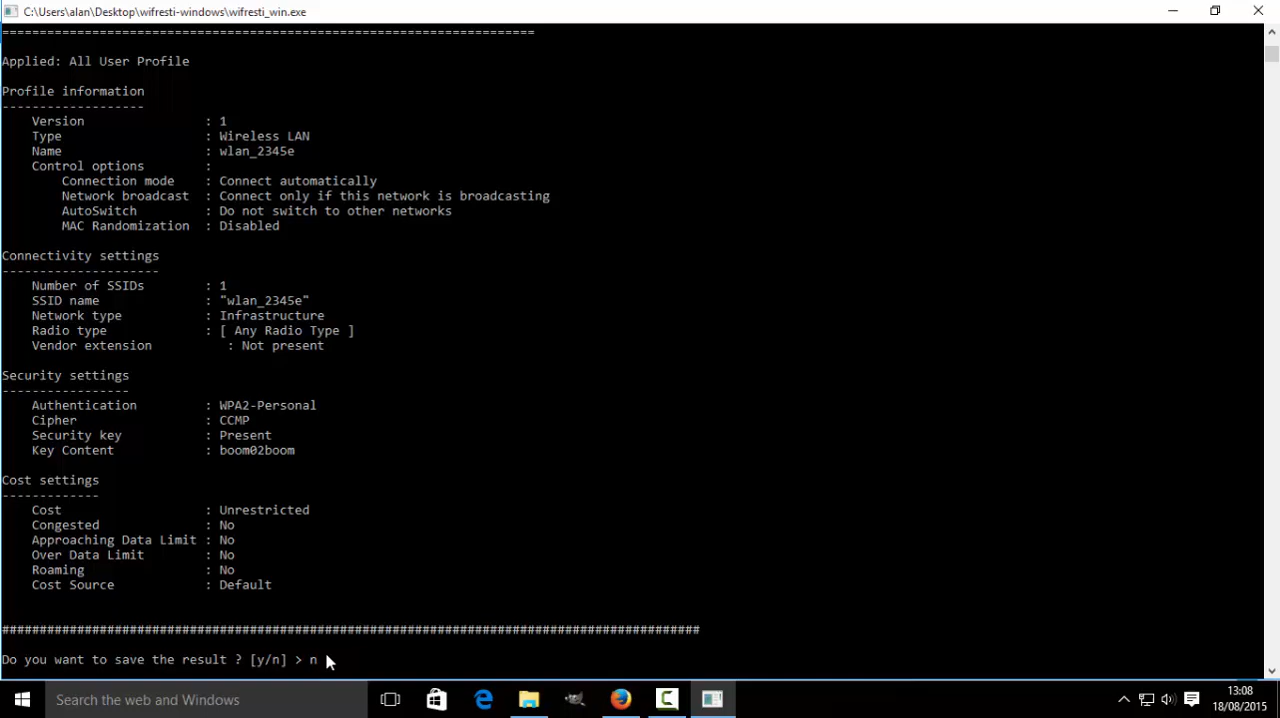 C:\Users\alan\Desktop\wifresti-windows\wifresti_win.exe
=======================================================================
Applied: All User Profile
Profile information
-------------------
Version : 1
Type : Wireless LAN
Name : wlan_2345e
Control options :
Connection mode : Connect automatically
Network broadcast : Connect only if this network is broadcasting
AutoSwitch : Do not switch to other networks
MAC Randomization : Disabled
Connectivity settings
---------------------
Number of SSIDs : 1
SSID name : "wlan_2345e"
Network type : Infrastructure
Radio type : [ Any Radio Type ]
Vendor extension : Not present
Security settings
-----------------
Authentication : WPA2-Personal
Cipher : CCMP
Security key : Present
Key Content : boom02boom
Cost settings
-------------
Cost : Unrestricted
Congested : No
Approaching Data Limit : No
Over Data Limit : No
Roaming : No
Cost Source : Default
#############################################################################################
Do you want to save the result ? [y/n] > n
Search the web and Windows
13:08
18/08/2015